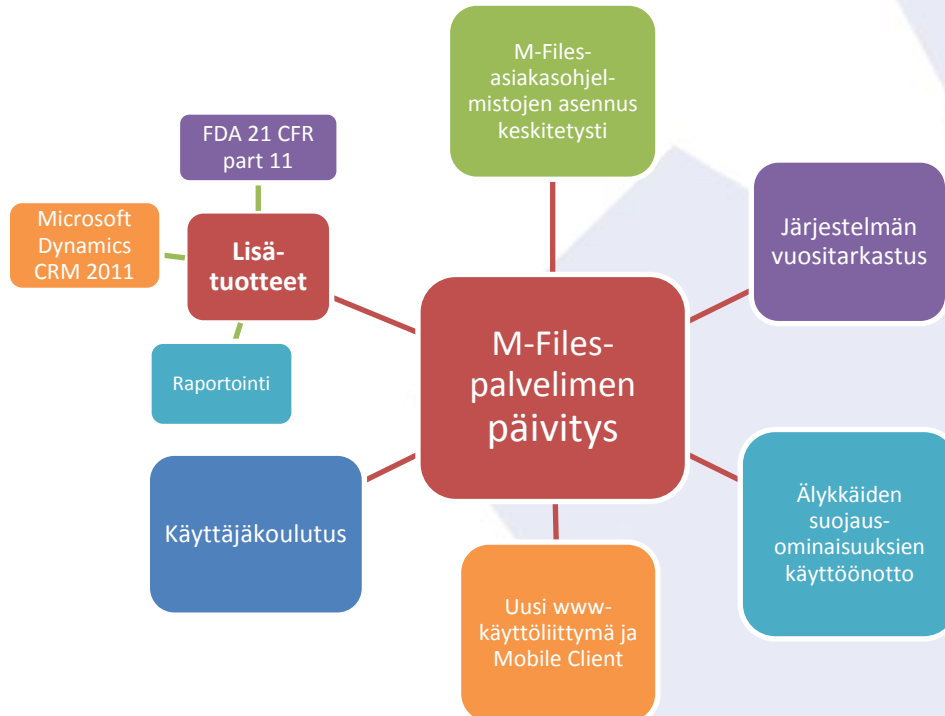 M-Files-
asiakasohjel-
mistojen asennus
keskitetysti
FDA 21 CFR
part 11
Microsoft
Dynamics
CRM 2011
Lisä-
tuotteet
Raportointi
Järjestelmän
vuositarkastus
M-Files-
palvelimen
päivitys
Käyttäjäkoulutus
Älykkäiden
suojaus-
ominaisuuksien
käyttöönotto
Uusi www-
käyttöliittymä ja
Mobile Client